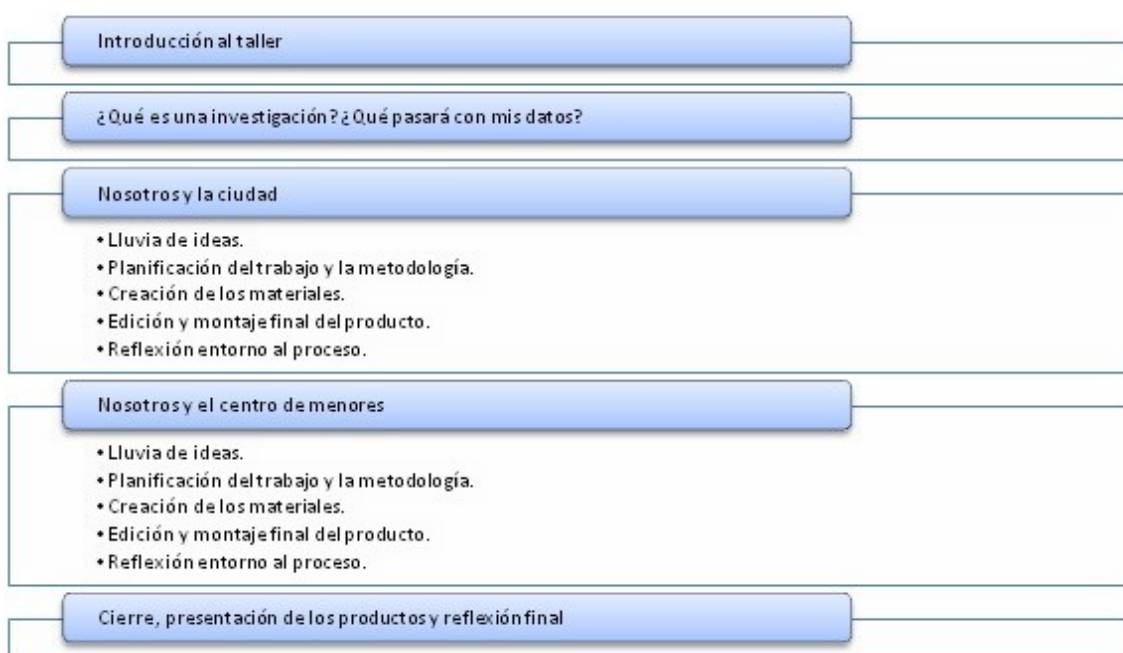 Introducción al taller
¿Qué es una investigación? ¿Qué pasará con mis datos?
Nosotros y la ciudad
• Lluvia de ideas.
• Planificación del trabajo y la metodología.
• Creación de los materiales.
• Edición y montaje final del producto.
• Reflexión entorno al proceso.
Nosotros y el centro de menores
• Lluvia de ideas.
• Planificación del trabajo y la metodología.
• Creación de los materiales.
• Edición y montaje final del producto.
• Reflexión entorno al proceso.
Cierre, presentación de los productos y reflexión final